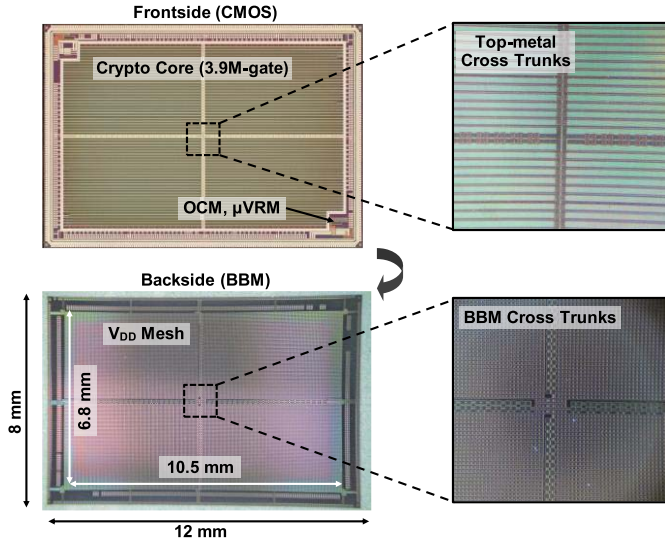 Frontside (CMOS)
Crypto Core (3.9M-gate)
OCM, μVRM
Top-metal
Cross Trunks
Backside (BBM)
VDD Mesh
6.8 mm
10.5 mm
8 mm
12 mm
BBM Cross Trunks